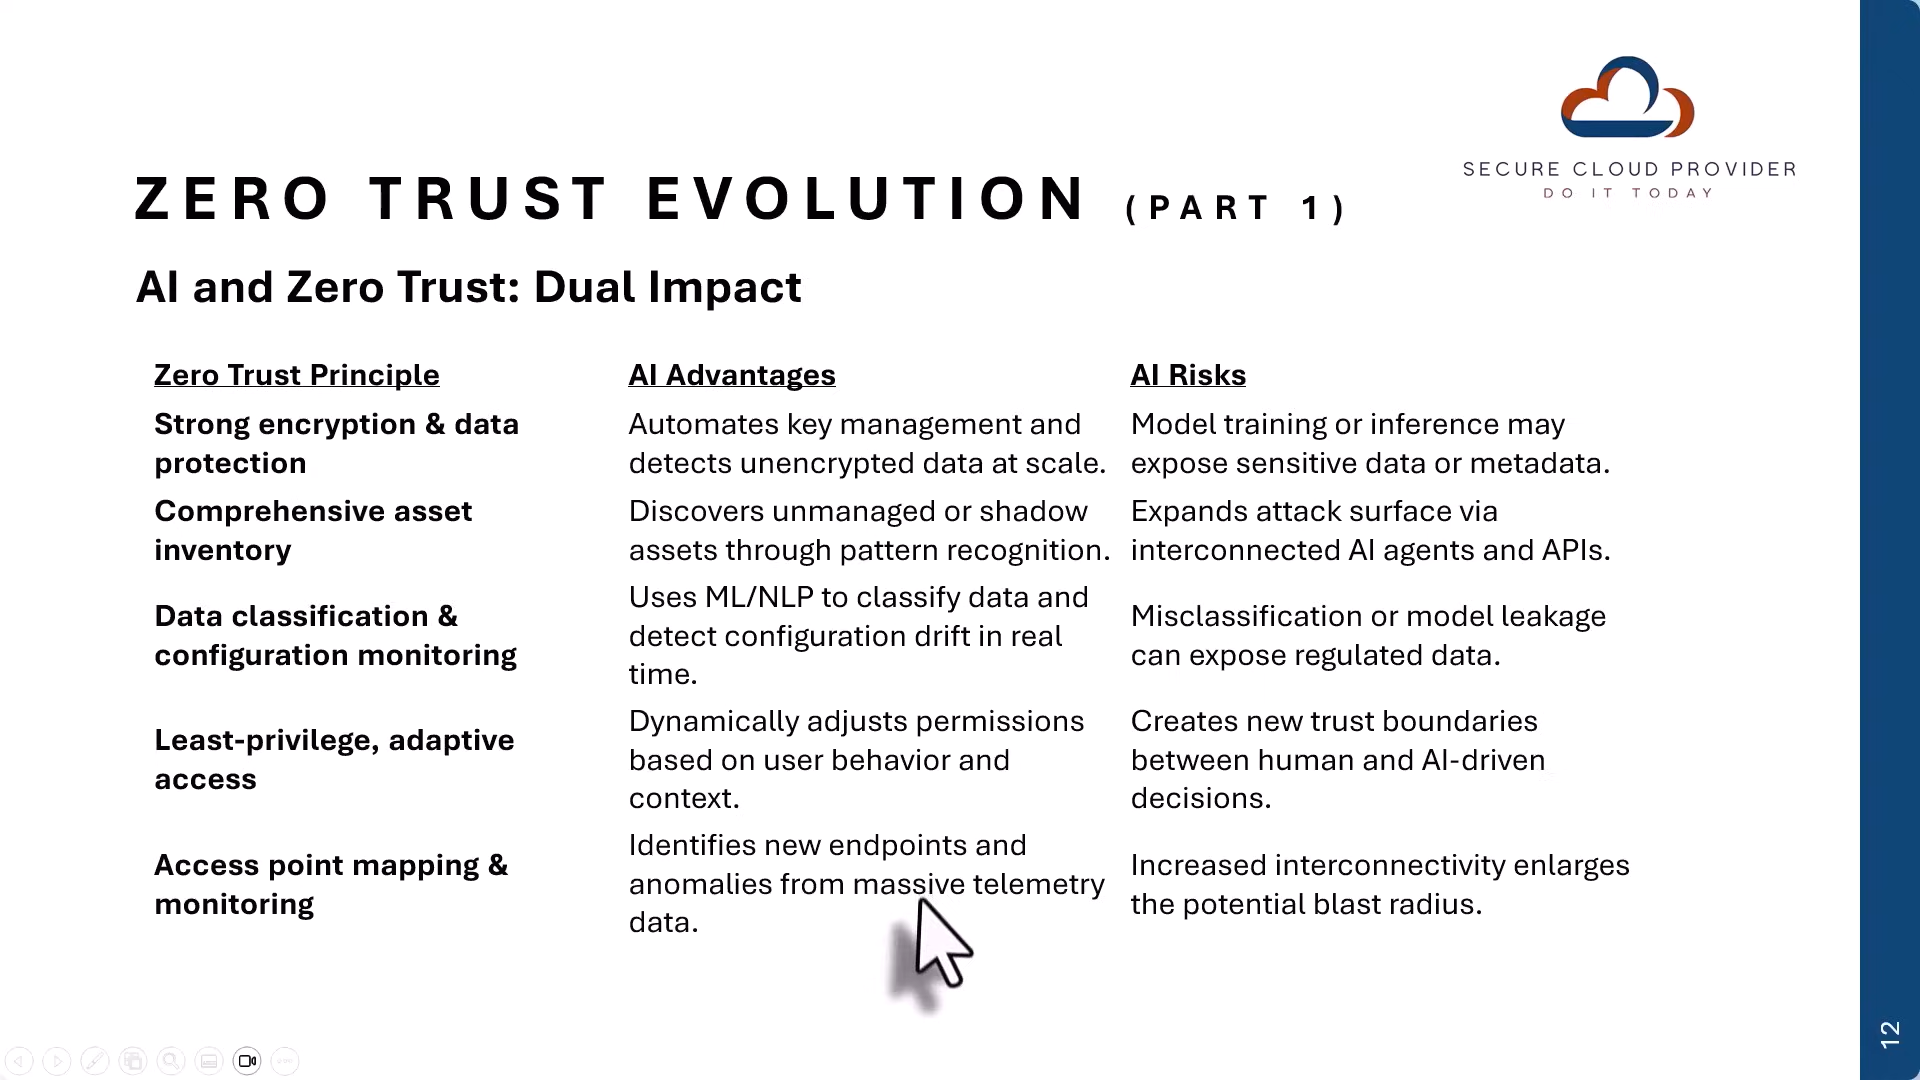 SECURE CLOUD PROVIDER
DO IT TODAY
ZERO TRUST EVOLUTION (PART 1)
AI and Zero Trust: Dual Impact
Zero Trust Principle
AI Advantages
AI Risks
Strong encryption & data
protection
Automates key management and
detects unencrypted data at scale.
Model training or inference may
expose sensitive data or metadata.
Comprehensive asset
inventory
Discovers unmanaged or shadow
assets through pattern recognition.
Expands attack surface via
interconnected AI agents and APIs.
Data classification &
configuration monitoring
Uses ML/NLP to classify data and
detect configuration drift in real
time.
Misclassification or model leakage
can expose regulated data.
Least-privilege, adaptive
access
Dynamically adjusts permissions
based on user behavior and
context.
Creates new trust boundaries
between human and AI-driven
decisions.
Access point mapping &
monitoring
Identifies new endpoints and
anomalies from massive telemetry
data.
Increased interconnectivity enlarges
the potential blast radius.
12